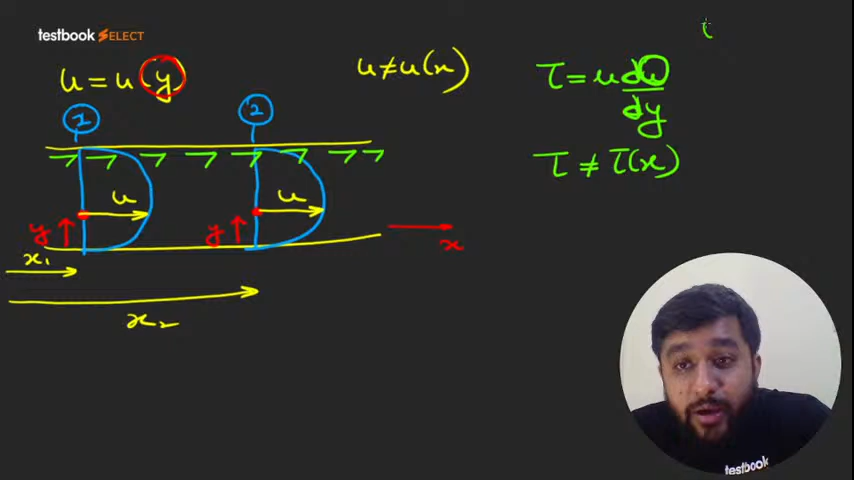 testbook SELECT
u = u(y)
u ≠ u(x)
τ = μ du/dy
τ ≠ τ(x)
1
2
u
u
y
y
x
x₁
x₂
testbook